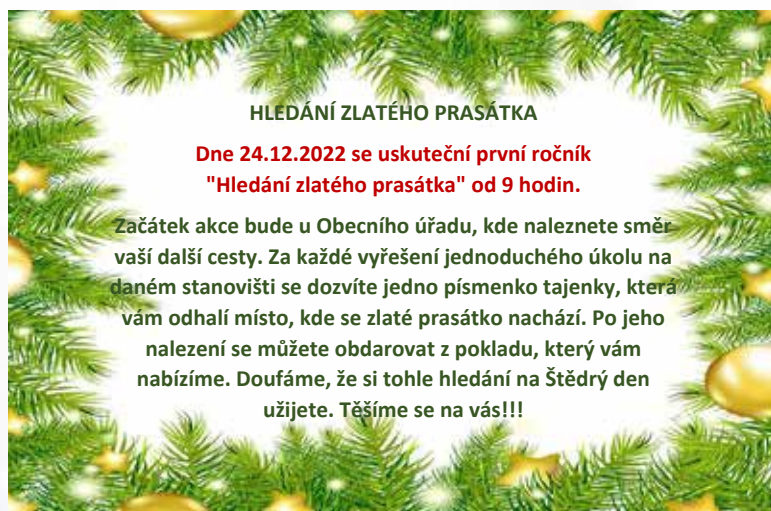 HLEDÁNÍ ZLATÉHO PRASÁTKA
Dne 24.12.2022 se uskuteční první ročník
"Hledání zlatého prasátka" od 9 hodin.
Začátek akce bude u Obecního úřadu, kde naleznete směr
vaší další cesty. Za každé vyřešení jednoduchého úkolu na
daném stanovišti se dozvíte jedno písmenko tajenky, která
vám odhalí místo, kde se zlaté prasátko nachází. Po jeho
nalezení se můžete obdarovat z pokladu, který vám
nabízíme. Doufáme, že si tohle hledání na Štědrý den
užijete. Těšíme se na vás!!!